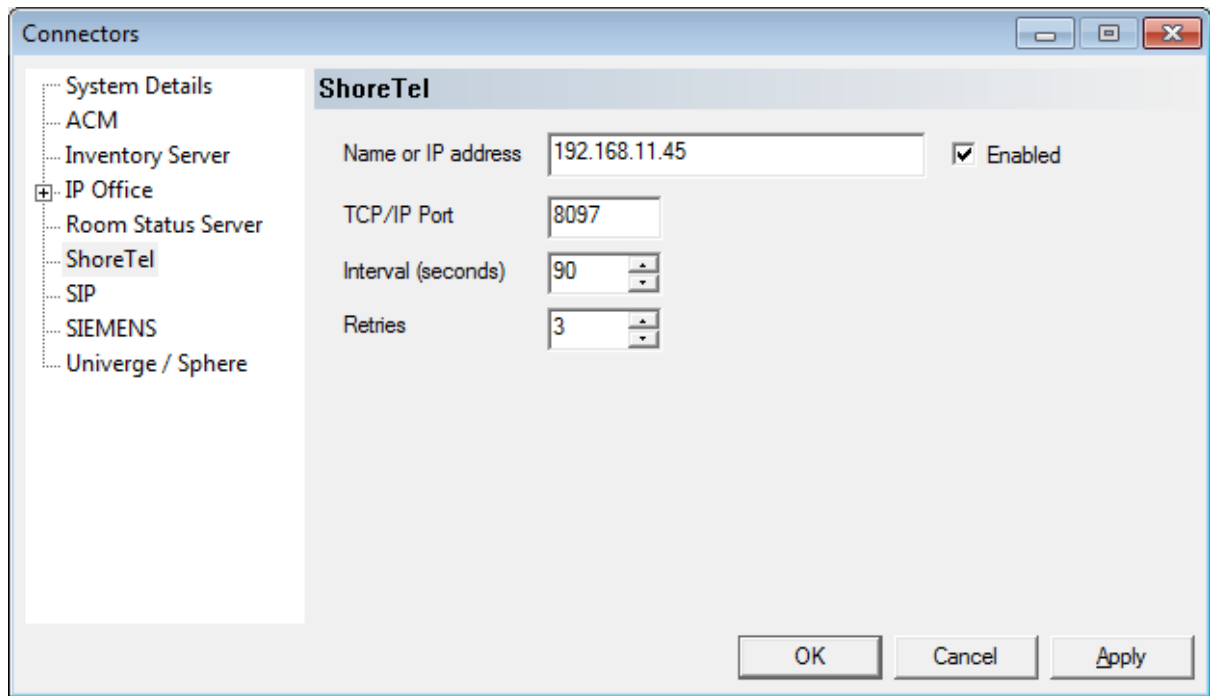 Connectors
System Details
ACM
Inventory Server
IP Office
Room Status Server
ShoreTel
SIP
SIEMENS
Univerge / Sphere
ShoreTel
Name or IP address 192.168.11.45 Enabled
TCP/IP Port 8097
Interval (seconds) 90
Retries 3
OK Cancel Apply